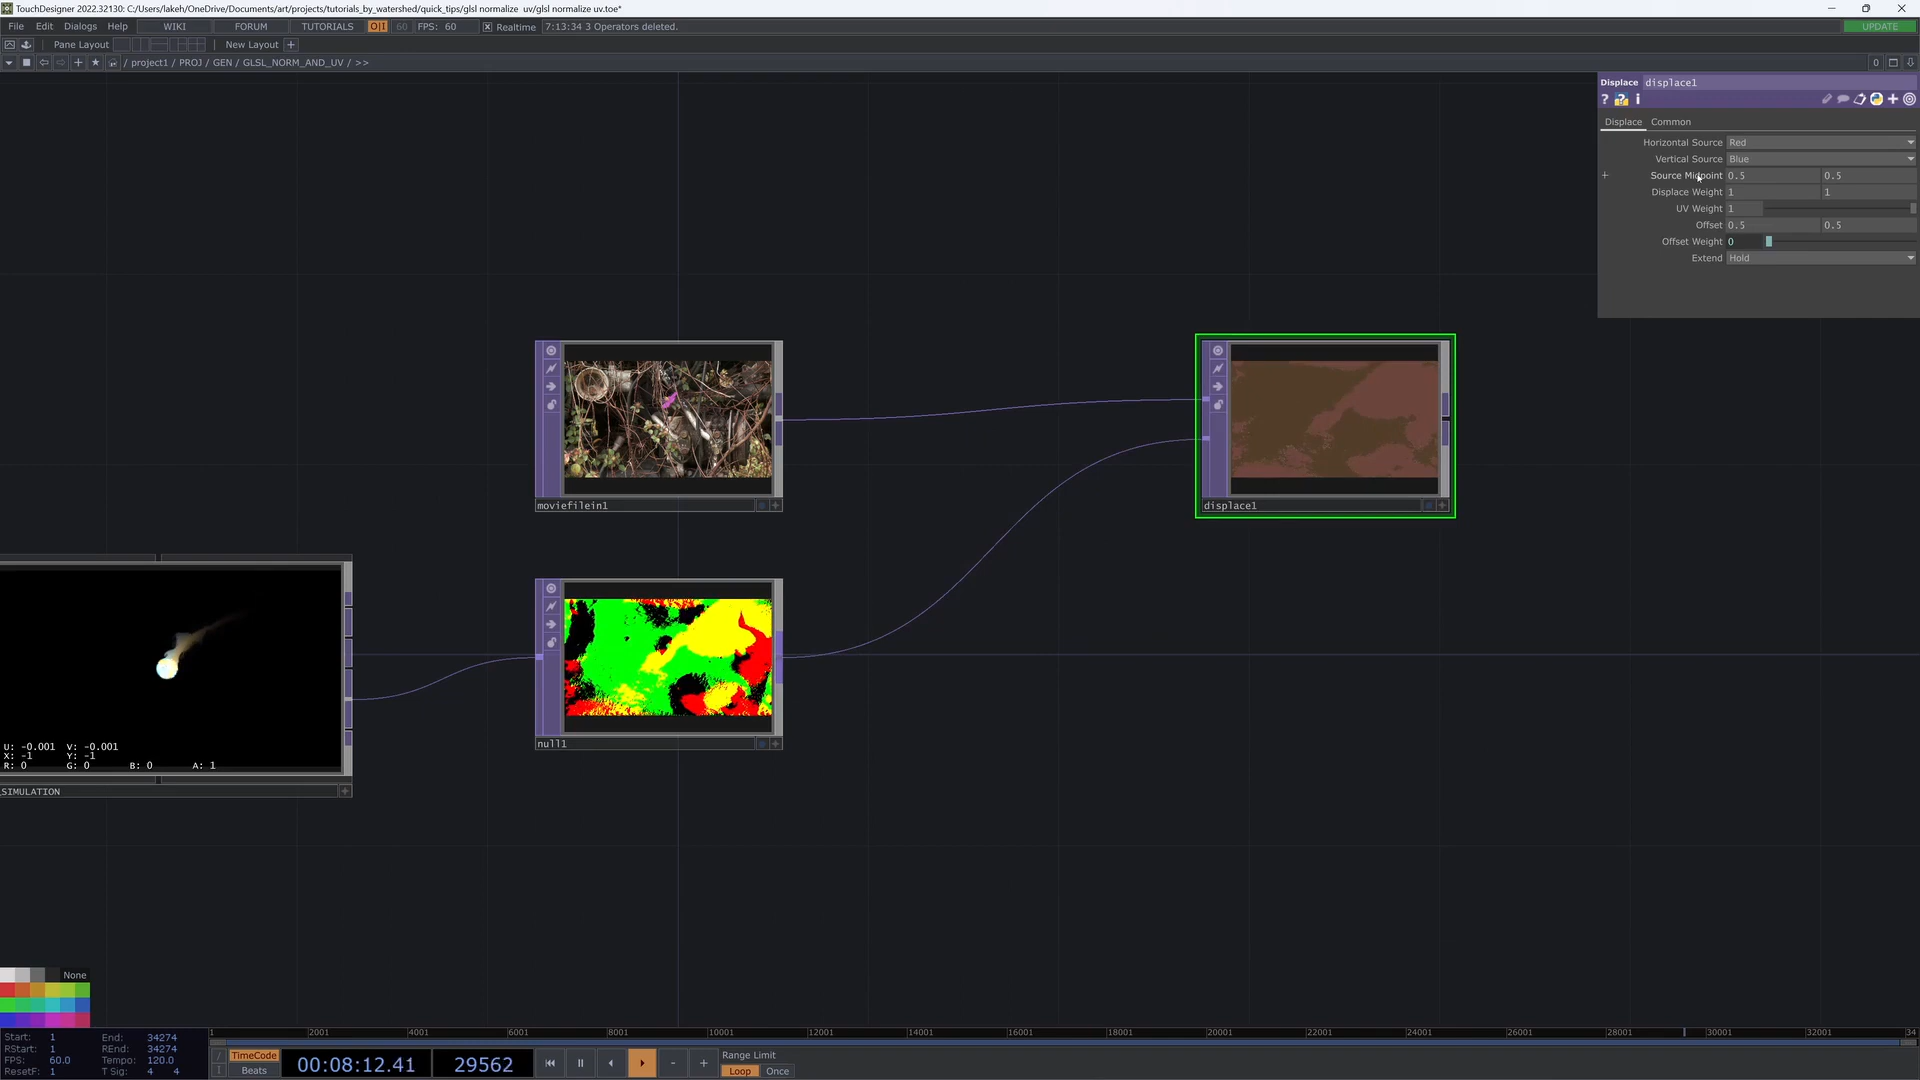 TouchDesigner 2022.32130: C:/Users/lakeh/OneDrive/Documents/art/projects/tutorials_by_watershed/quick_tips/glsl normalize  uv/glsl normalize uv.toe*
File Edit Dialogs Help WIKI FORUM TUTORIALS O|I 60 FPS: 60 Realtime 7:13:34 3 Operators deleted. UPDATE
Pane Layout New Layout +
/ project1 / PROJ / GEN / GLSL_NORM_AND_UV / >> 0
Displace displace1
? ? i
Displace Common
Horizontal Source Red
Vertical Source Blue
+ Source Midpoint 0.5 0.5
Displace Weight 1 1
UV Weight 1
Offset 0.5 0.5
Offset Weight 0
Extend Hold
moviefilein1
displace1
null1
U: -0.001 V: -0.001
X: -1 Y: -1
R: 0 G: 0 B: 0 A: 1
_SIMULATION
None
1 2001 4001 6001 8001 10001 12001 14001 16001 18001 20001 22001 24001 26001 28001 30001 32001 34
Start: 1 End: 34274
RStart: 1 REnd: 34274
FPS: 60.0 Tempo: 120.0
ResetF: 1 T Sig: 4 4
TimeCode
Beats
00:08:12.41 29562
- +
Range Limit
Loop Once